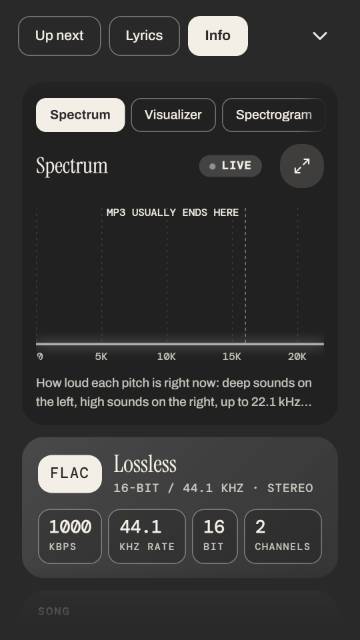 Up next
Lyrics
Info
Spectrum
Visualizer
Spectrogram
Spectrum
LIVE
MP3 USUALLY ENDS HERE
0 5K 10K 15K 20K
How loud each pitch is right now: deep sounds on
the left, high sounds on the right, up to 22.1 kHz...
FLAC
Lossless
16-BIT / 44.1 KHZ · STEREO
1000
KBPS
44.1
KHZ RATE
16
BIT
2
CHANNELS
SONG